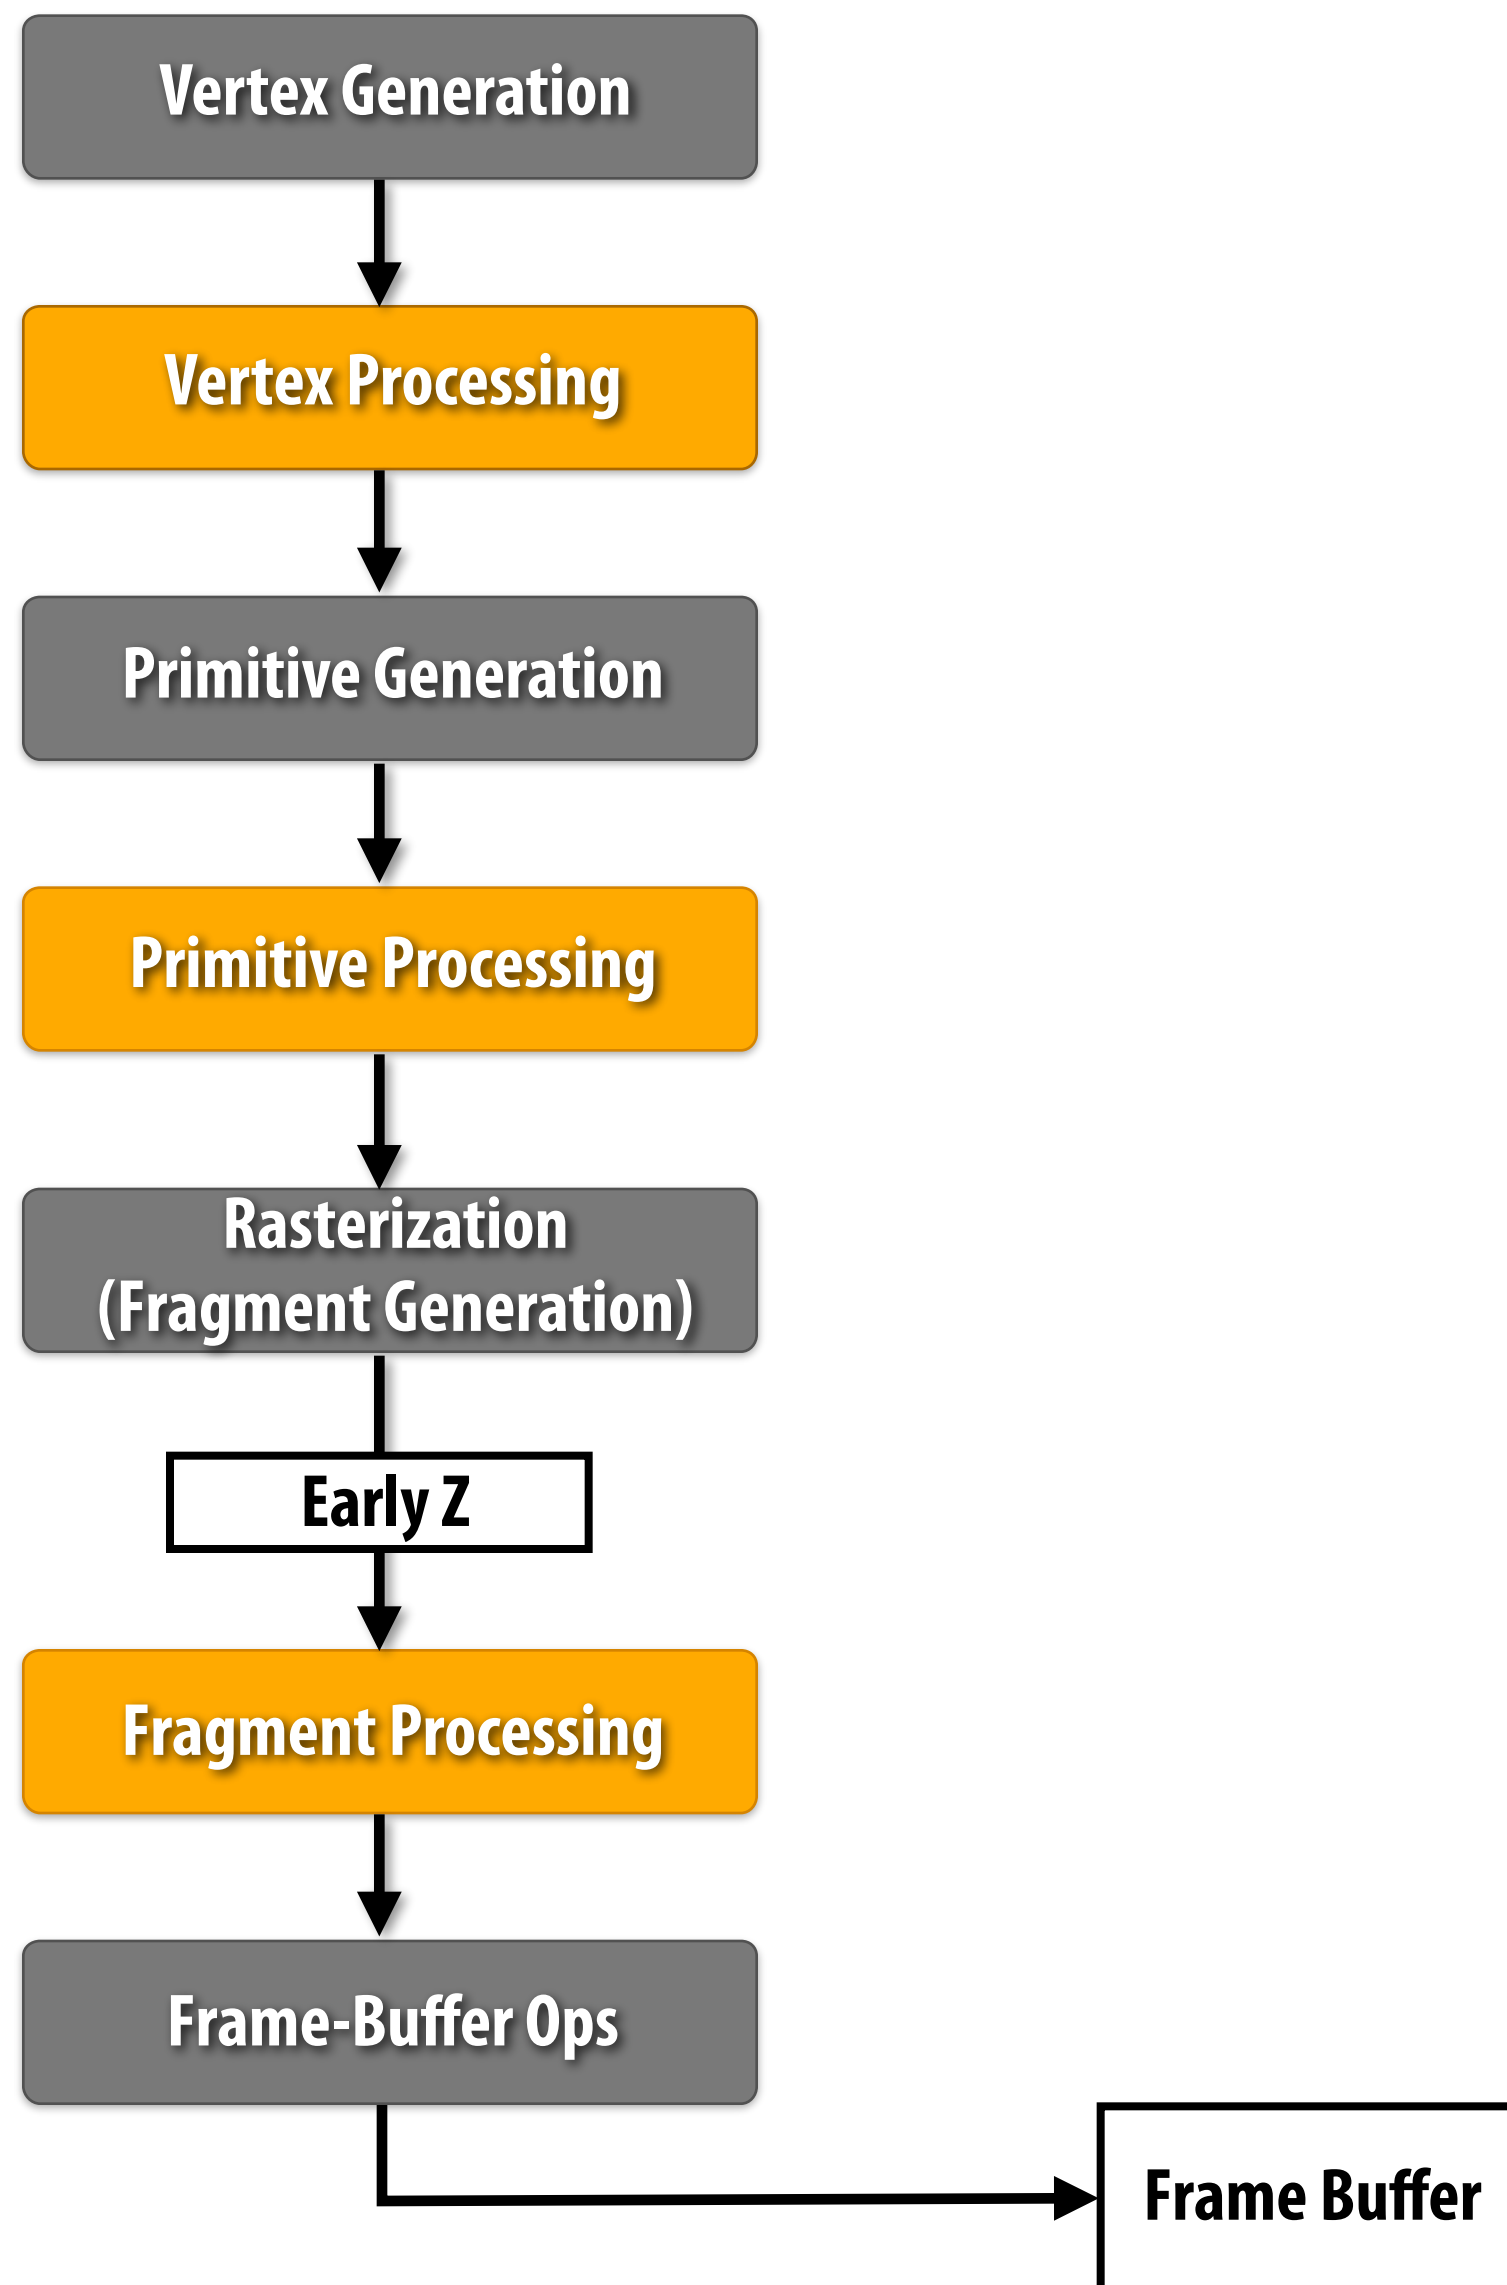 Vertex Generation
Vertex Processing
Primitive Generation
Primitive Processing
Rasterization
(Fragment Generation)
Early Z
Fragment Processing
Frame-Buffer Ops
Frame Buffer